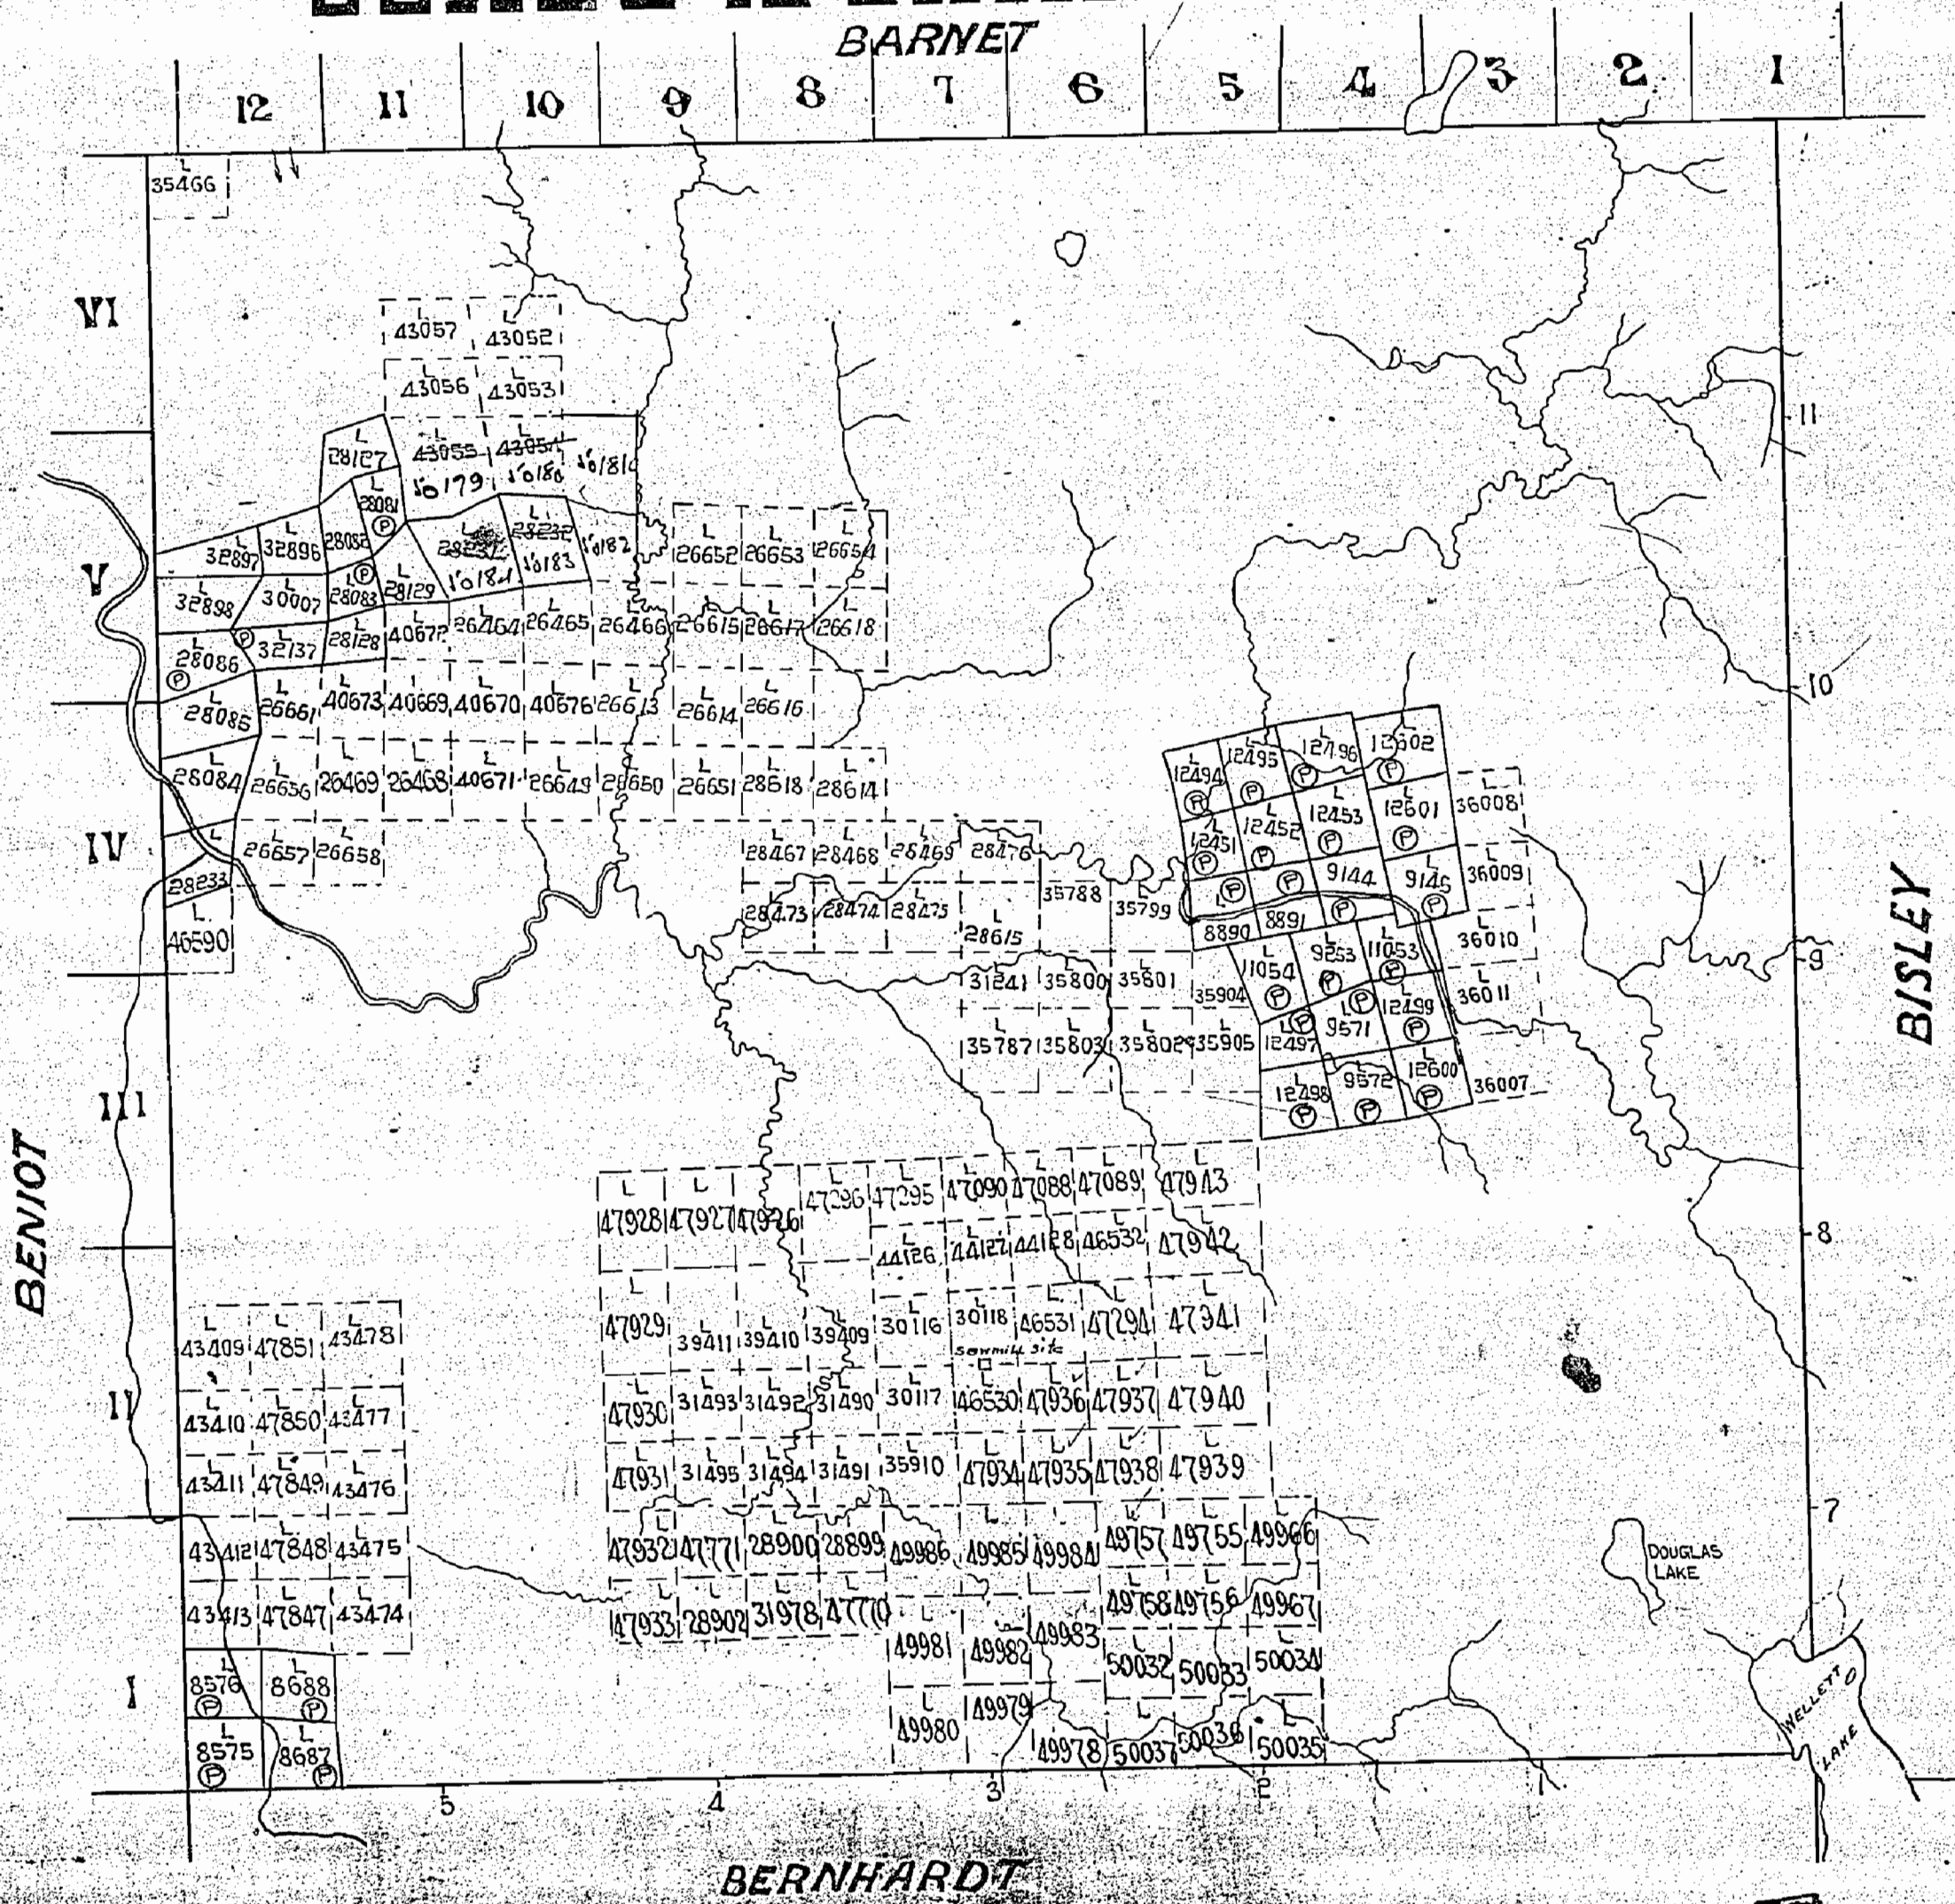 BARNET
12 11 10 9 8 7 6 5 4 3 2 1
L
35466
VI
L 43057 L 43052
L 43056 L 43053
11
L 28127 L 43055 L 43054
50179 50180 50181
L 28081 P
L 32897 L 32896 28082 L 28232 50182 L 26652 L 26653 L 26654
V
50184 50183
L 32898 L 30007 L 28083 P L 28129
L 28086 P P L 32137 L 28128 L 40672 L 26464 L 26465 L 26466 L 26615 L 26617 L 26618
10
L 28085 L 26661 L 40673 L 40669 L 40670 L 40676 L 26613 L 26614 L 26616
L 12494 P L 12495 P L 12496 P L 12602 P
L 28084 L 26656 L 26469 L 26468 L 40671 L 26649 L 26650 L 26651 L 28618 L 28614
L 12451 P L 12452 P L 12453 P L 12601 P L 36008
IV
L L 26657 L 26658 L 28467 L 28468 L 28469 L 28476
28233
P P 9144 P L 9145 P L 36009
L 28473 L 28474 L 28475 L 28615 35788 35799
L 8890 8891
BISLEY
L 46590
9
31241 L 35800 L 35801 35904 L 11054 P L 9253 P L 11053 P L 36010
L 35787 L 35803 L 35802 35905 L 12497 P L 9571 P L 12499 P L 36011
L 12498 P 9572 P L 12600 P 36007
III
BENIOT
L 47928 L 47927 47926 L 47296 L 47295 L 47090 L 47088 L 47089 L 47943
L 44126 L 44127 L 44128 L 46532 L 47942
8
L 43409 L 47851 L 43478 L 47929 L 39411 L 39410 L 39409 L 30116 L 30118 L 46531 L 47294 L 47941
Sawmill Site
II
L 43410 L 47850 L 43477 L 47930 L 31493 L 31492 L 31490 L 30117 L 46530 L 47936 L 47937 L 47940
L 43411 L 47849 L 43476 L 47931 L 31495 L 31494 L 31491 L 35910 L 47934 L 47935 L 47938 L 47939
7
43412 L 47848 L 43475 L 47932 L 47771 L 28900 L 28899 L 49986 L 49985 L 49984 L 49757 L 49755 L 49966
DOUGLAS
LAKE
43413 L 47847 L 43474 L 47933 L 28902 L 31978 L 47770 L 49758 L 49756 L 49967
L 49981 L 49982 L 49983 L 50032 L 50033 L 50034
I
L 8576 P L 8688 P
L 49980 L 49979 49978 L 50037 50036 L 50035
L 8575 P L 8687 P
WELLETT
LAKE
5 4 3 2
BERNHARDT